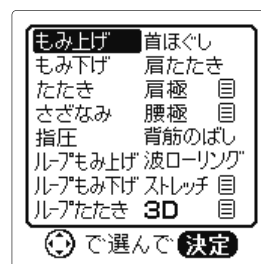 もみ上げ 首ほぐし
もみ下げ 肩たたき
たたき 肩極
さざなみ 腰極
指圧 背筋のばし
ループもみ上げ 波ローリング
ループもみ下げ ストレッチ
ループたたき 3D
で選んで 決定